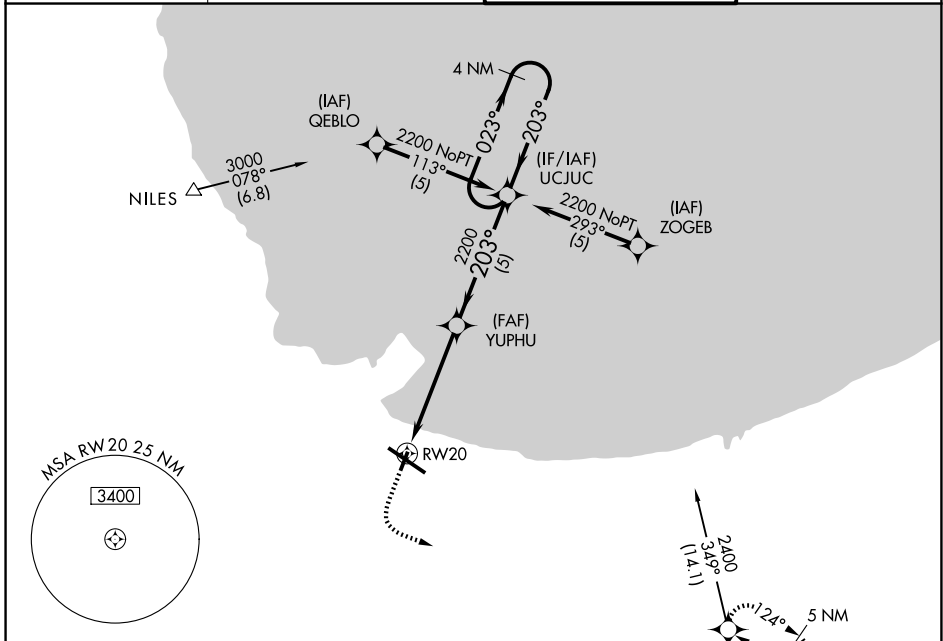 4 NM
(IAF)
QEBLO
023°
203°
2200 NoPT
113°
(5)
(IF/IAF)
UCJUC
3000
078°
(6.8)
NILES
2200 NoPT
293°
(5)
(IAF)
ZOGEB
2200
203°
(5)
(FAF)
YUPHU
RW20
MSA RW20 25 NM
3400
2400
349°
(14.1)
124°
5 NM